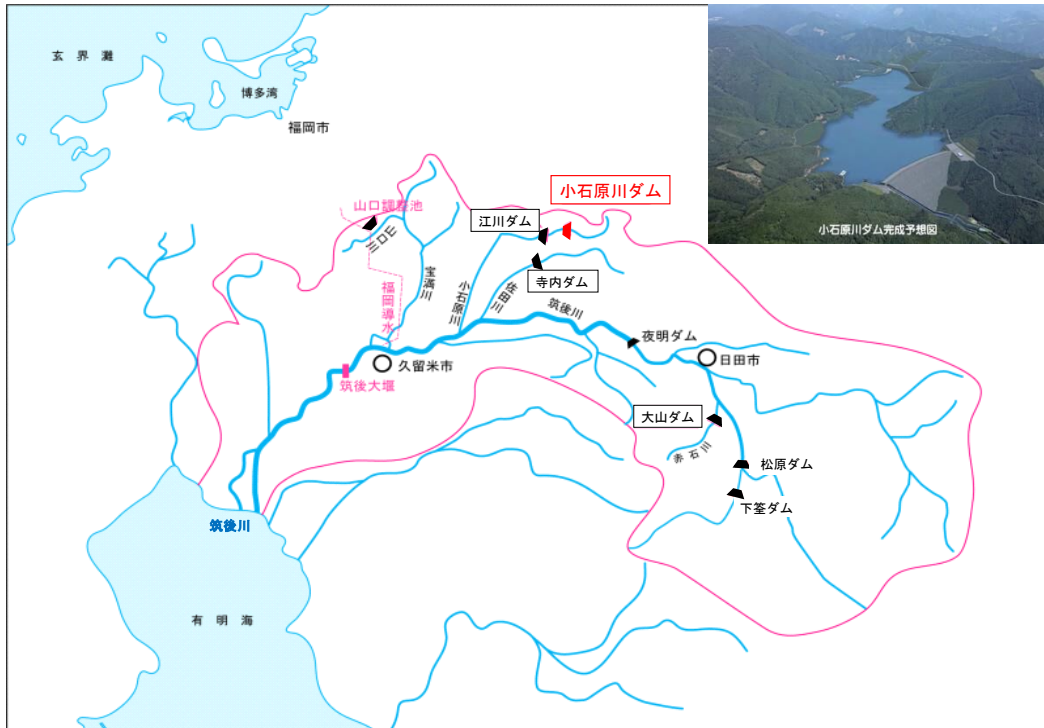 玄界灘
博多湾
福岡市
小石原川ダム完成予想図
小石原川ダム
山口調整池
江川ダム
山口川
寺内ダム
宝満川
小石原川
佐田川
福岡導水
筑後川
夜明ダム
日田市
久留米市
筑後大堰
大山ダム
赤石川
松原ダム
下筌ダム
筑後川
有明海